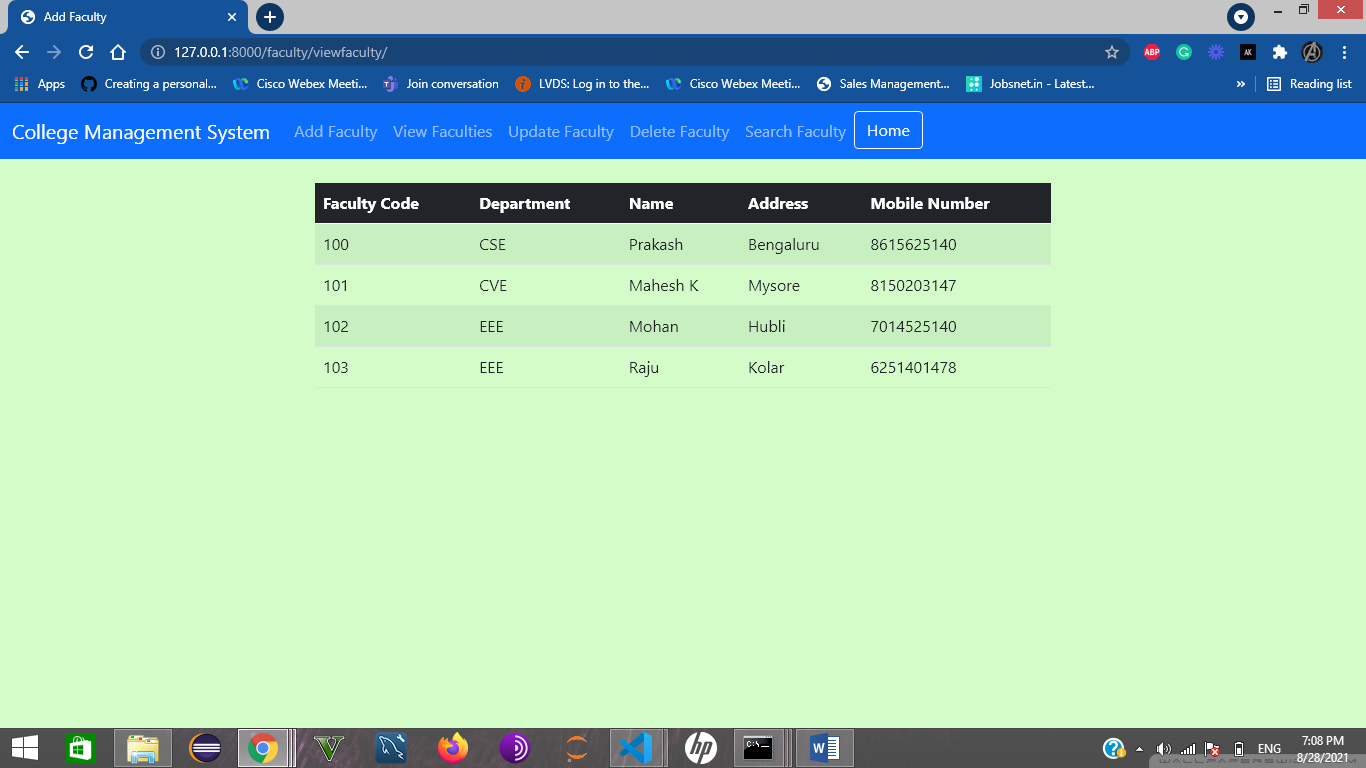 Add Faculty
127.0.0.1:8000/faculty/viewfaculty/
ABP
G
AK
Apps Creating a personal... Cisco Webex Meeti... Join conversation LVDS: Log in to the... Cisco Webex Meeti... Sales Management... Jobsnet.in - Latest... » Reading list
College Management System Add Faculty View Faculties Update Faculty Delete Faculty Search Faculty Home
Faculty Code Department Name Address Mobile Number
100 CSE Prakash Bengaluru 8615625140
101 CVE Mahesh K Mysore 8150203147
102 EEE Mohan Hubli 7014525140
103 EEE Raju Kolar 6251401478
hp
C:\
W
ENG
7:08 PM
8/28/2021